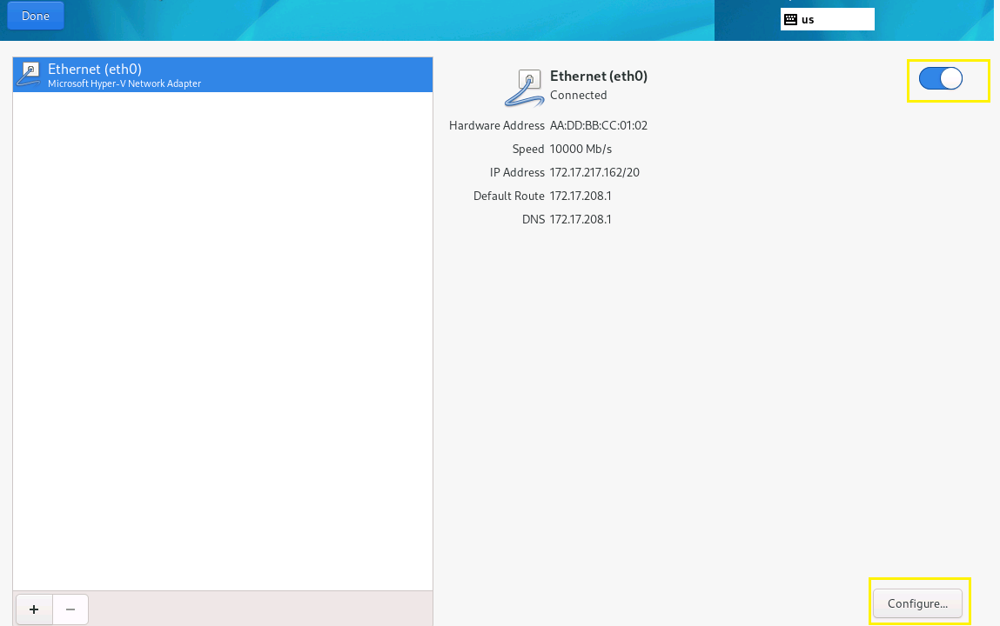 Done
us
Ethernet (eth0)
Microsoft Hyper-V Network Adapter
Ethernet (eth0)
Connected
Hardware Address AA:DD:BB:CC:01:02
Speed 10000 Mb/s
IP Address 172.17.217.162/20
Default Route 172.17.208.1
DNS 172.17.208.1
+ −
Configure...